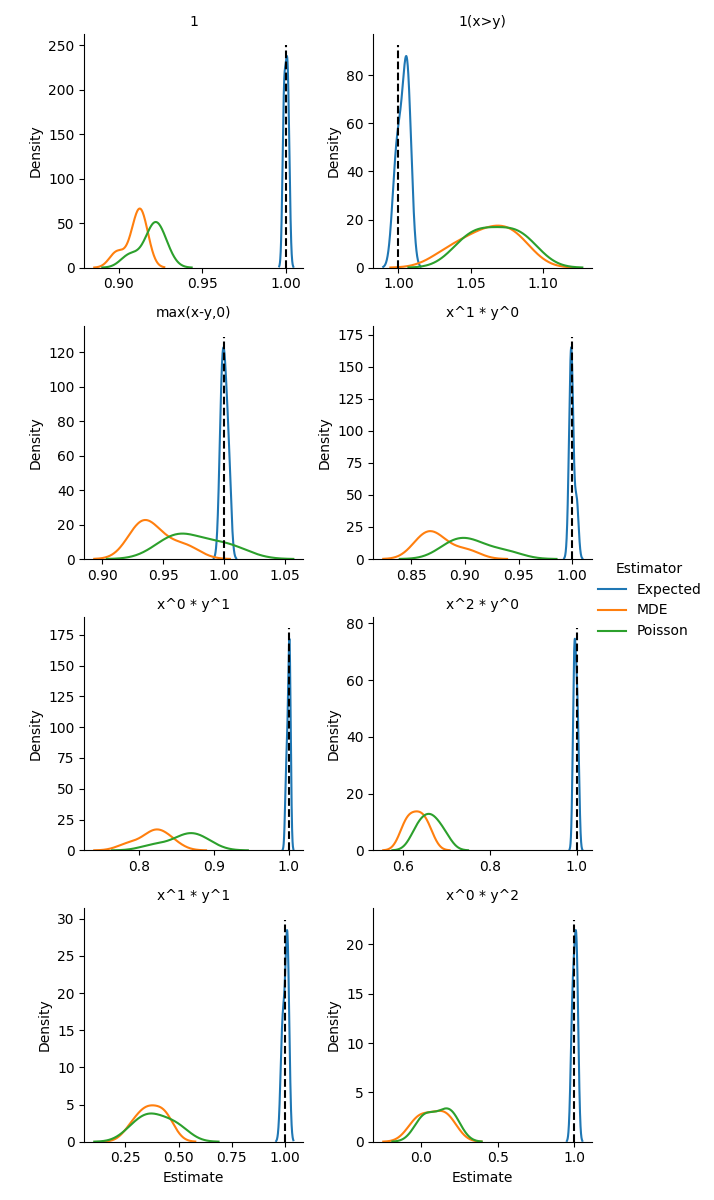 1
250
200
150
100
50
0
Density
0.90 0.95 1.00
1(x>y)
80
60
40
20
0
Density
1.00 1.05 1.10
max(x-y,0)
120
100
80
60
40
20
0
Density
0.90 0.95 1.00 1.05
x^1 * y^0
175
150
125
100
75
50
25
0
Density
0.85 0.90 0.95 1.00
Estimator
Expected
MDE
Poisson
x^0 * y^1
175
150
125
100
75
50
25
0
Density
0.8 0.9 1.0
x^2 * y^0
80
60
40
20
0
Density
0.6 0.8 1.0
x^1 * y^1
30
25
20
15
10
5
0
Density
0.25 0.50 0.75 1.00
Estimate
x^0 * y^2
20
15
10
5
0
Density
0.0 0.5 1.0
Estimate